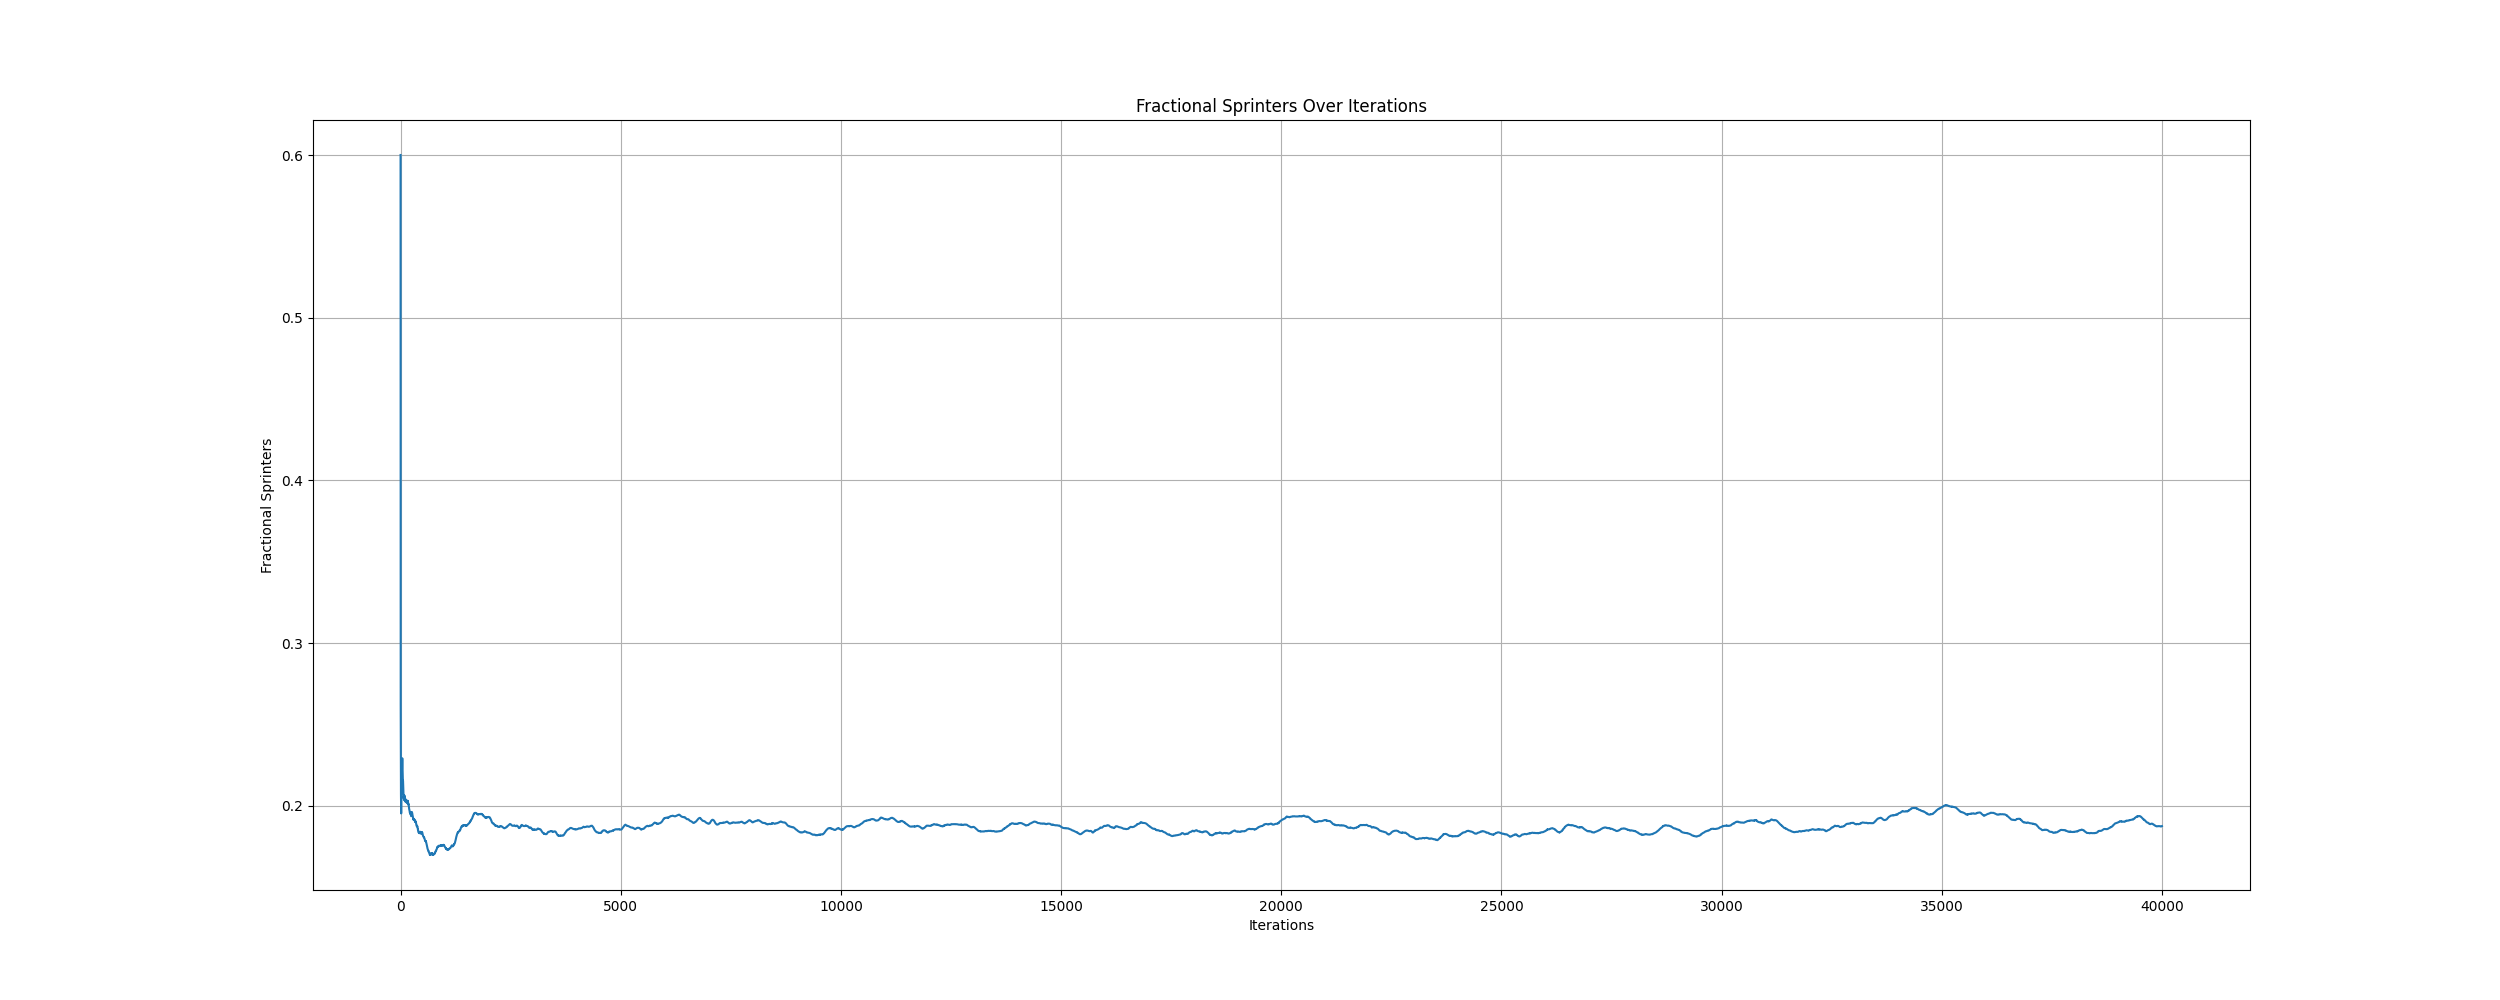 Fractional Sprinters Over Iterations
0.6
0.5
0.4
0.3
0.2
Fractional Sprinters
0 5000 10000 15000 20000 25000 30000 35000 40000
Iterations